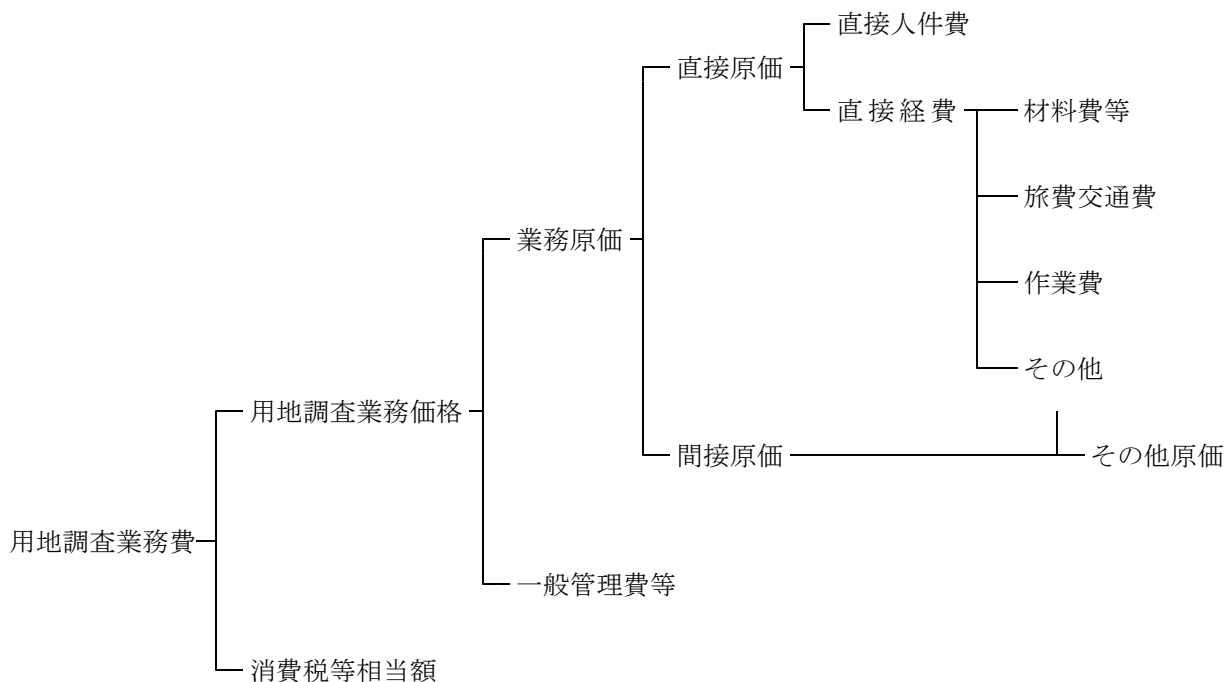 直接人件費
直接原価
直接経費
材料費等
旅費交通費
業務原価
作業費
その他
用地調査業務価格
間接原価
その他原価
用地調査業務費
一般管理費等
消費税等相当額